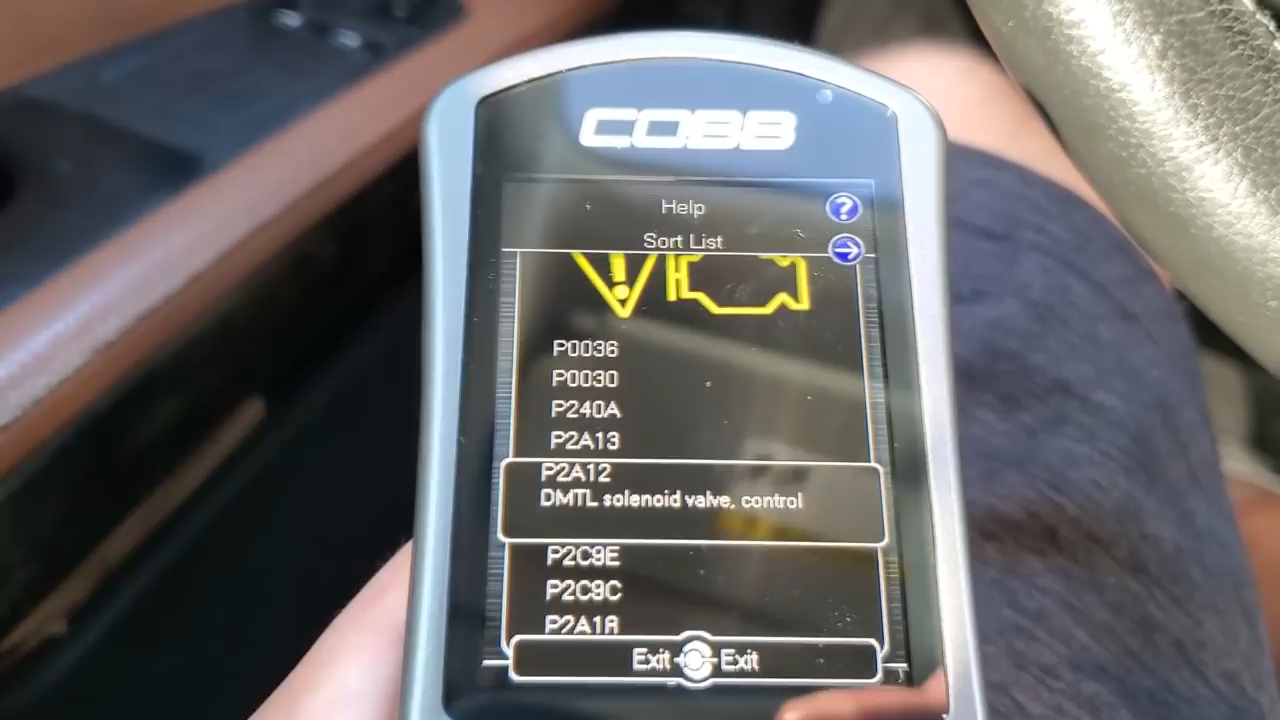 COBB
Help
?
Sort List
P0036
P0030
P240A
P2A13
P2A12
DMTL solenoid valve, control
P2C9E
P2C9C
Exit Exit